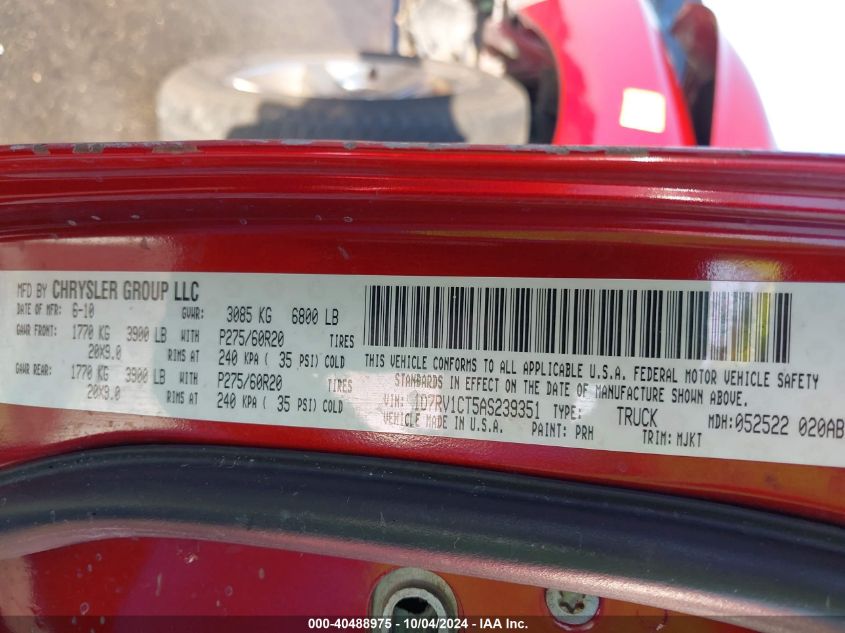 MFD BY CHRYSLER GROUP LLC
DATE OF MFR: 6-10 GVWR: 3085 KG 6800 LB
GAWR FRONT: 1770 KG 3900 LB WITH P275/60R20 TIRES
20X9.0 RIMS AT 240 KPA ( 35 PSI) COLD
GAWR REAR: 1770 KG 3900 LB WITH P275/60R20 TIRES
20X9.0 RIMS AT 240 KPA ( 35 PSI) COLD
THIS VEHICLE CONFORMS TO ALL APPLICABLE U.S.A. FEDERAL MOTOR VEHICLE SAFETY
STANDARDS IN EFFECT ON THE DATE OF MANUFACTURE SHOWN ABOVE.
VIN: 1D7RV1CT5AS239351 TYPE: TRUCK MDH:052522 020AB
VEHICLE MADE IN U.S.A. PAINT: PRH TRIM: MJKT
000-40488975 - 10/04/2024 - IAA Inc.